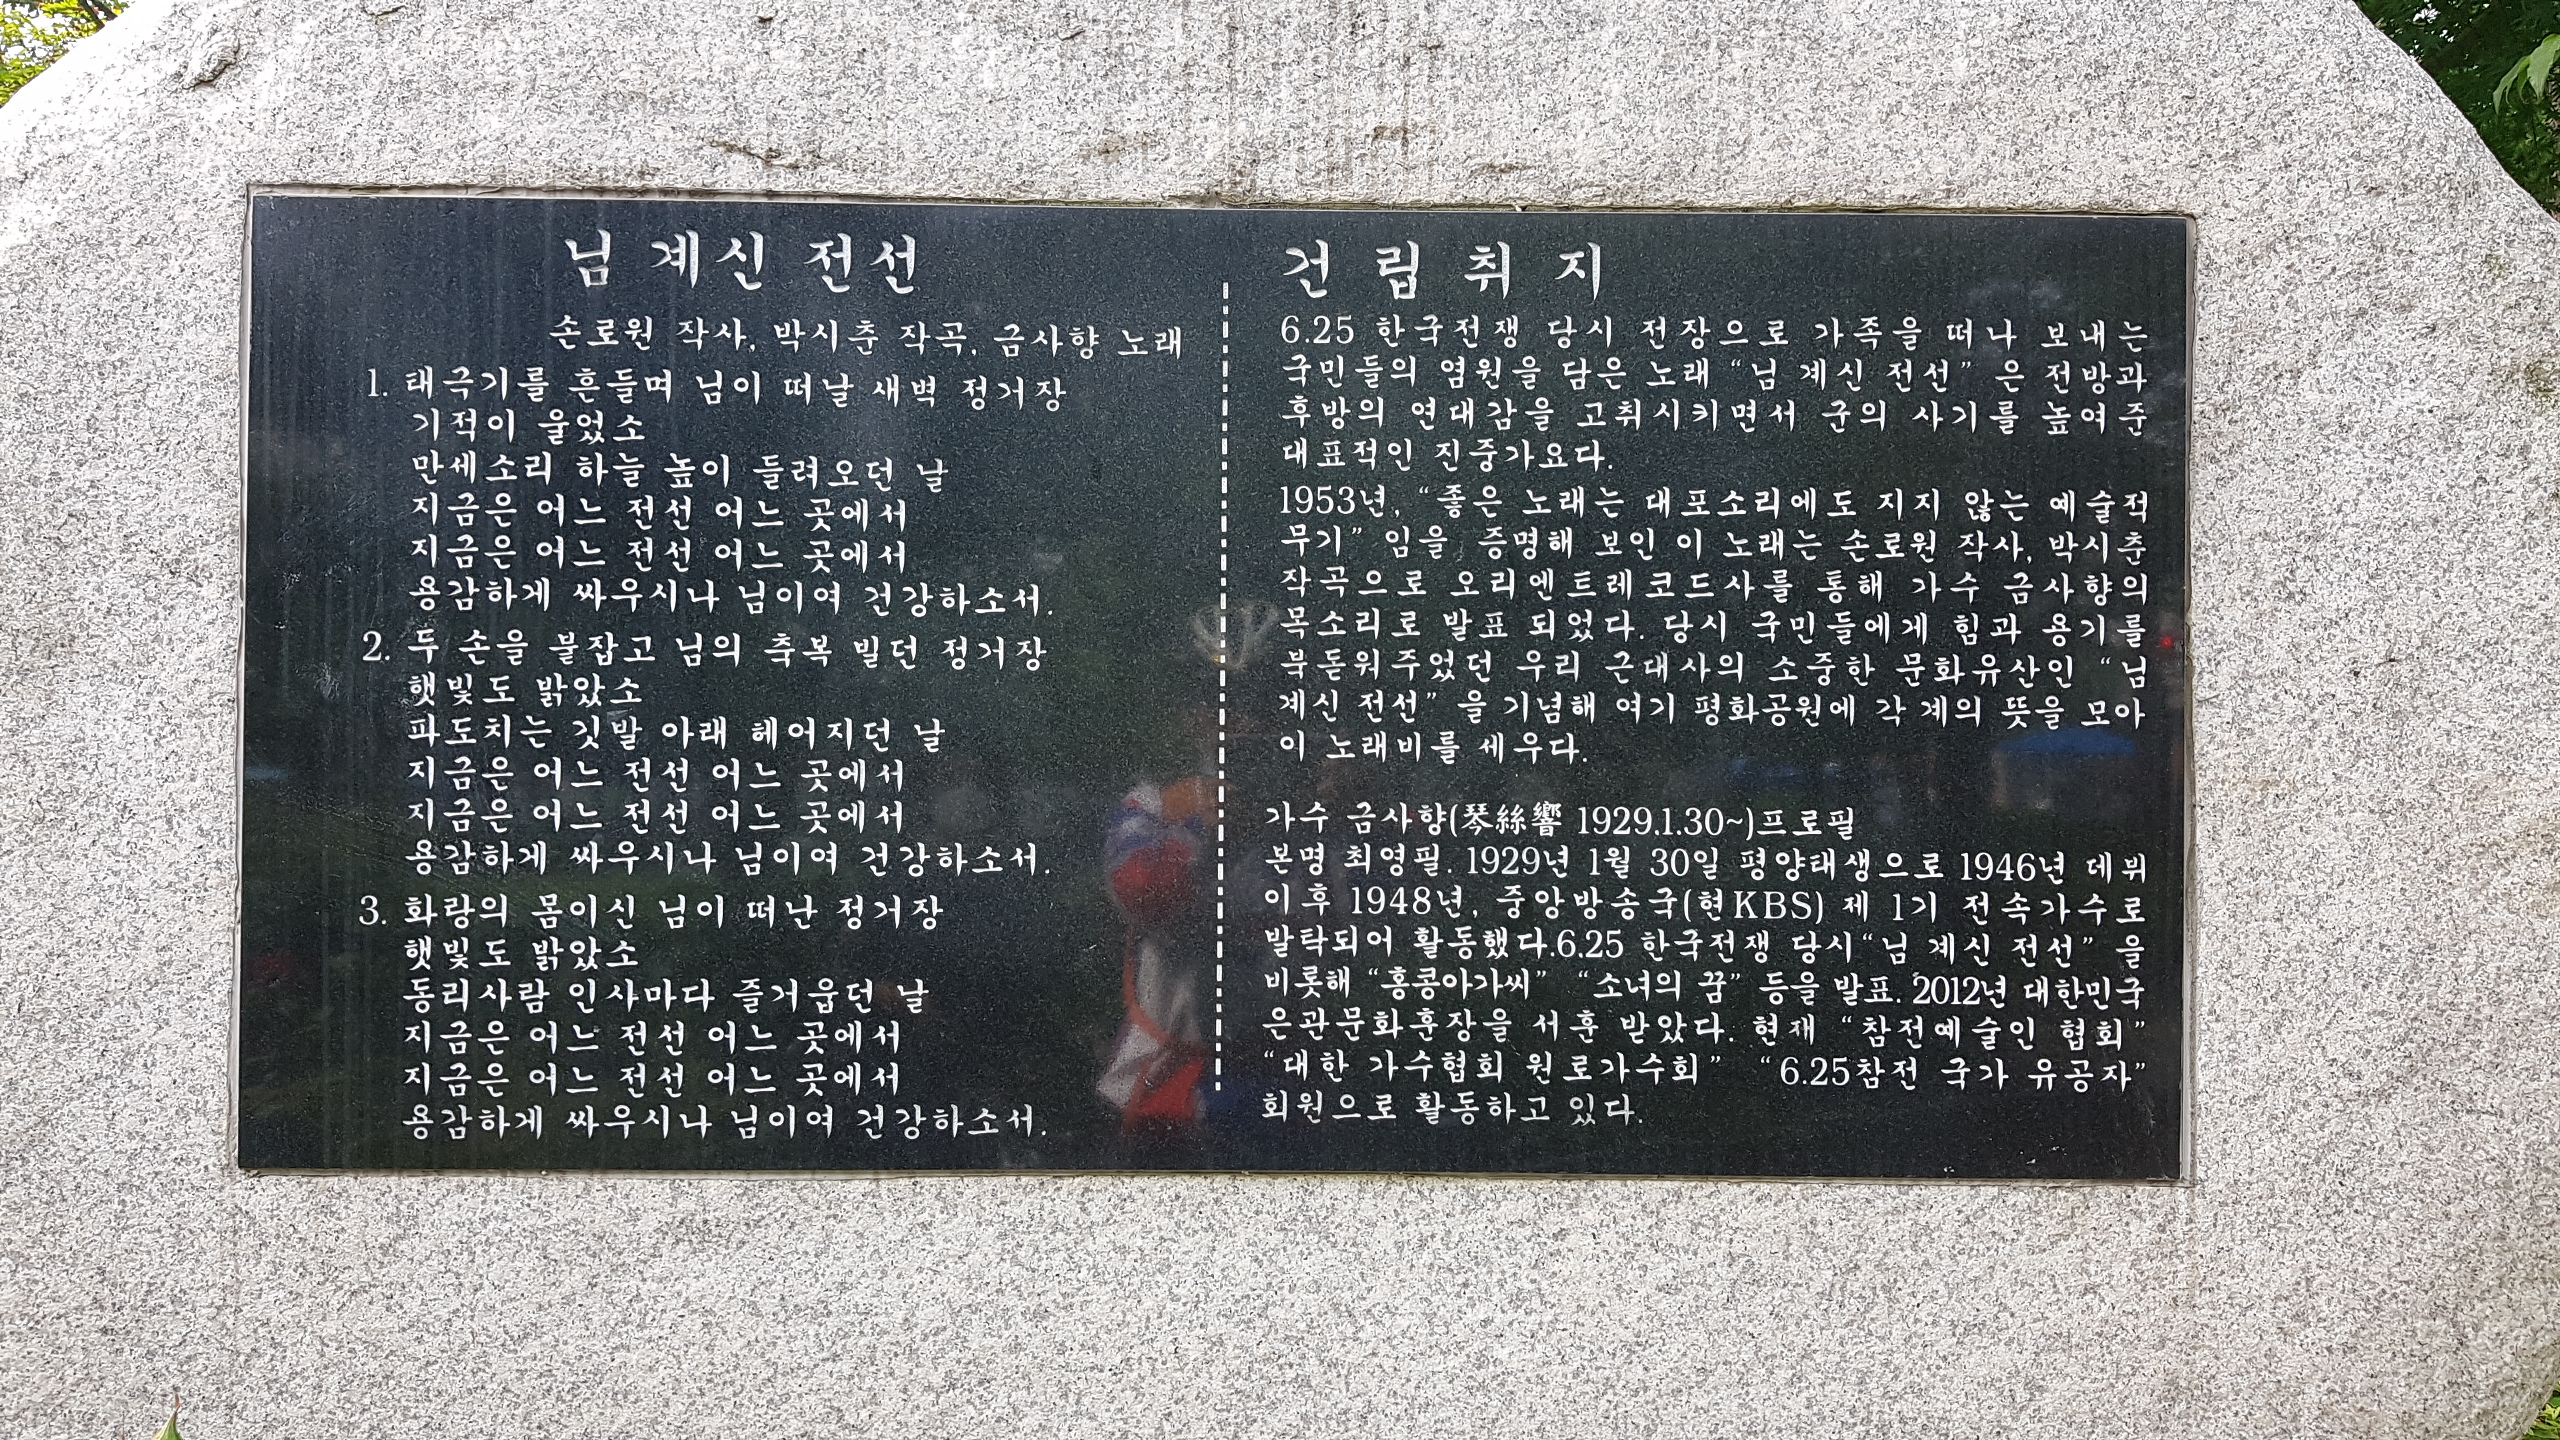 님 계신 전선
손로원 작사, 박시춘 작곡, 금사향 노래
1. 태극기를 흔들며 님이 떠날 새벽 정거장
기적이 울었소
만세소리 하늘 높이 들려오던 날
지금은 어느 전선 어느 곳에서
지금은 어느 전선 어느 곳에서
용감하게 싸우시나 님이여 건강하소서.
2. 두 손을 붙잡고 님의 축복 빌던 정거장
햇빛도 밝았소
파도치는 깃발 아래 헤어지던 날
지금은 어느 전선 어느 곳에서
지금은 어느 전선 어느 곳에서
용감하게 싸우시나 님이여 건강하소서.
3. 화랑의 몸이신 님이 떠난 정거장
햇빛도 밝았소
동리사람 인사마다 즐거웁던 날
지금은 어느 전선 어느 곳에서
지금은 어느 전선 어느 곳에서
용감하게 싸우시나 님이여 건강하소서.
건 립 취 지
6.25 한국전쟁 당시 전장으로 가족을 떠나 보내는
국민들의 염원을 담은 노래 “님 계신 전선” 은 전방과
후방의 연대감을 고취시키면서 군의 사기를 높여준
대표적인 진중가요다.
1953년, “좋은 노래는 대포소리에도 지지 않는 예술적
무기” 임을 증명해 보인 이 노래는 손로원 작사, 박시춘
작곡으로 오리엔트레코드사를 통해 가수 금사향의
목소리로 발표 되었다. 당시 국민들에게 힘과 용기를
북돋워주었던 우리 근대사의 소중한 문화유산인 “님
계신 전선” 을 기념해 여기 평화공원에 각계의 뜻을 모아
이 노래비를 세우다.
가수 금사향(琴絲響 1929.1.30~)프로필
본명 최영필. 1929년 1월 30일 평양태생으로 1946년 데뷔
이후 1948년, 중앙방송국(현KBS) 제 1기 전속가수로
발탁되어 활동했다.6.25 한국전쟁 당시“님 계신 전선” 을
비롯해 “홍콩아가씨” “소녀의 꿈” 등을 발표. 2012년 대한민국
은관문화훈장을 서훈 받았다. 현재 “참전예술인 협회”
“대한 가수협회 원로가수회” “6.25참전 국가 유공자”
회원으로 활동하고 있다.